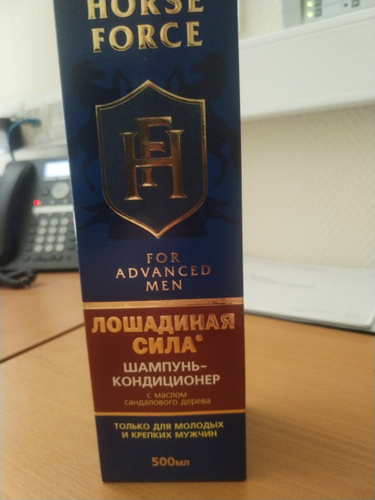 HORSE
FORCE
HF
FOR
ADVANCED
MEN
ЛОШАДИНАЯ
СИЛА®
ШАМПУНЬ-
КОНДИЦИОНЕР
с маслом
сандалового дерева
ТОЛЬКО ДЛЯ МОЛОДЫХ
И КРЕПКИХ МУЖЧИН
500мл